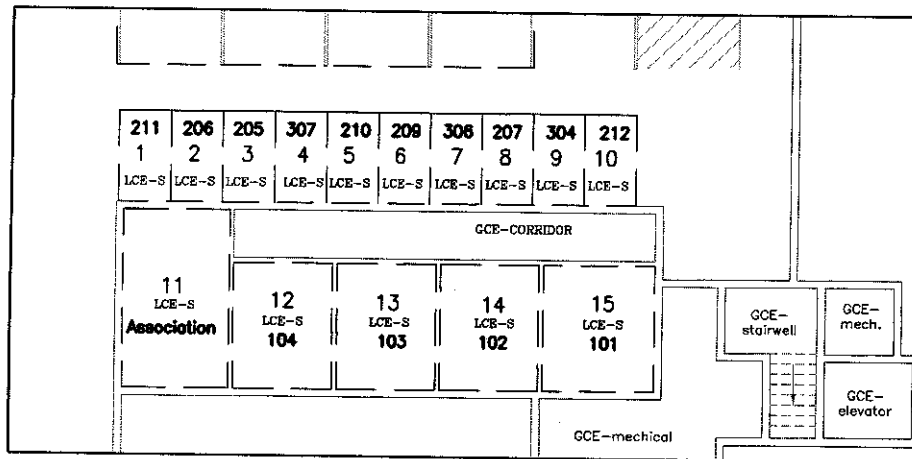 211 206 205 307 210 209 306 207 304 212
1 2 3 4 5 6 7 8 9 10
LCE-S LCE-S LCE-S LCE-S LCE-S LCE-S LCE-S LCE-S LCE-S LCE-S
GCE-CORRIDOR
11
LCE-S
Association
12
LCE-S
104
13
LCE-S
103
14
LCE-S
102
15
LCE-S
101
GCE-
stairwell
GCE-
mech.
GCE-
elevator
GCE-mechical